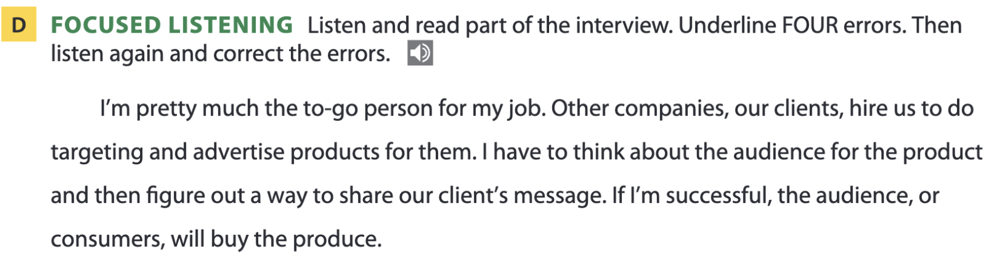 D FOCUSED LISTENING Listen and read part of the interview. Underline FOUR errors. Then
listen again and correct the errors.
I’m pretty much the to-go person for my job. Other companies, our clients, hire us to do
targeting and advertise products for them. I have to think about the audience for the product
and then figure out a way to share our client’s message. If I’m successful, the audience, or
consumers, will buy the produce.